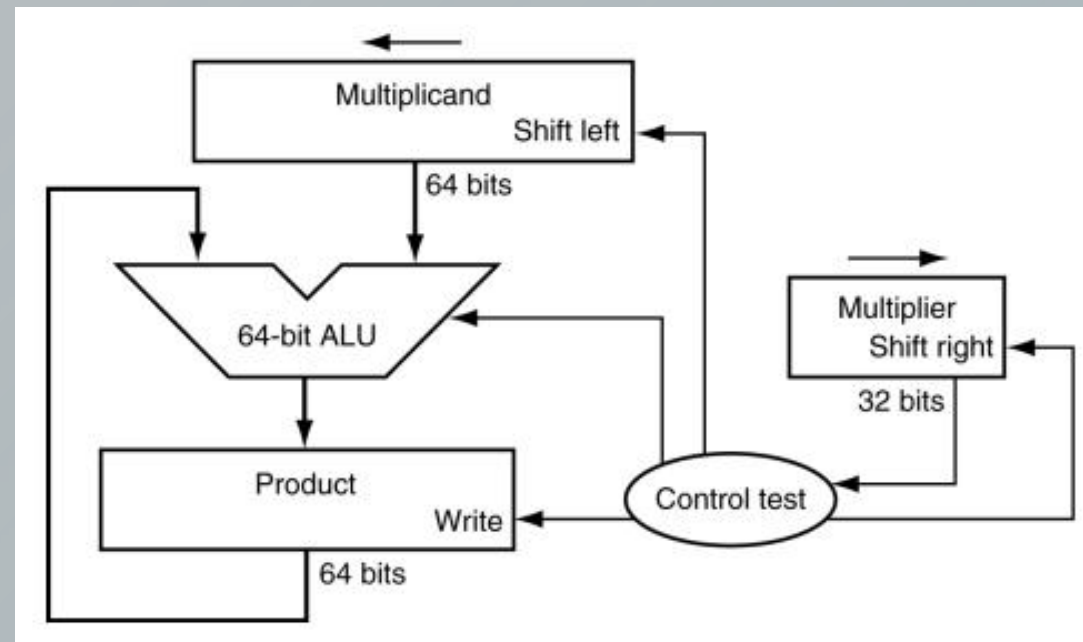 Multiplicand
Shift left
64 bits
64-bit ALU
Multiplier
Shift right
32 bits
Product
Write
Control test
64 bits